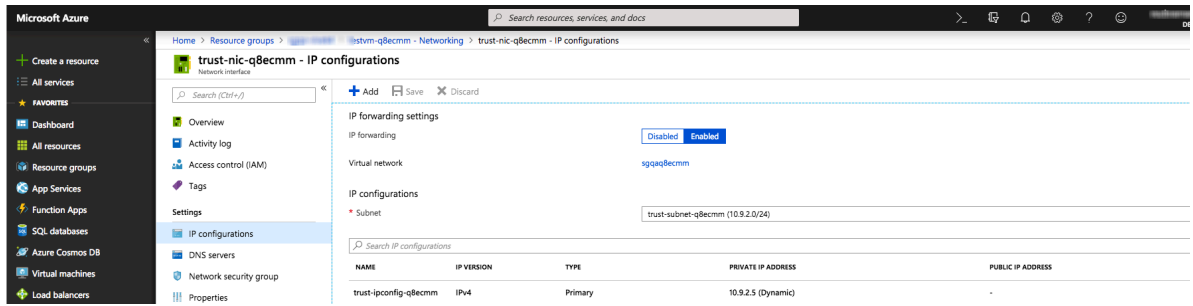 Microsoft Azure
Search resources, services, and docs
DE
Home > Resource groups > estvm-q8ecmm - Networking > trust-nic-q8ecmm - IP configurations
Create a resource
All services
FAVORITES
Dashboard
All resources
Resource groups
App Services
Function Apps
SQL databases
Azure Cosmos DB
Virtual machines
Load balancers
trust-nic-q8ecmm - IP configurations
Network interface
Search (Ctrl+/)
Overview
Activity log
Access control (IAM)
Tags
Settings
IP configurations
DNS servers
Network security group
Properties
Add Save Discard
IP forwarding settings
IP forwarding Disabled Enabled
Virtual network sgqaq8ecmm
IP configurations
* Subnet trust-subnet-q8ecmm (10.9.2.0/24)
Search IP configurations
NAME IP VERSION TYPE PRIVATE IP ADDRESS PUBLIC IP ADDRESS
trust-ipconfig-q8ecmm IPv4 Primary 10.9.2.5 (Dynamic) -